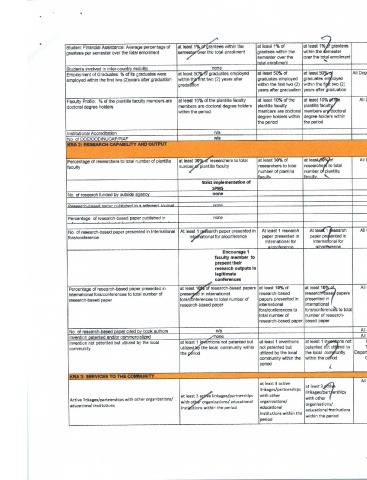 Student Financial Assistance: Average percentage of
grantees per semester over the total enrolment
at least 1% of grantees within the
semester over the total enrolment
at least 1% of
grantees within the
semester over the
total enrolment
at least 1% of grantees
within the semester
over the total enrolment
Students involved in inter-country mobility
none
Employment of Graduates: % of its graduates were
employed within the first two (2) years after graduation
at least 50% of graduates employed
within the first two (2) years after
graduation
at least 50% of
graduates employed
within the first two (2)
years after graduation
at least 50% of
graduates employed
within the first two (2)
years after graduation
All
Faculty Profile: % of the plantilla faculty members are
doctoral degree holders
at least 10% of the plantilla faculty
members are doctoral degree holders
within the period
at least 10% of the
plantilla faculty
members are doctoral
degree holders within
the period
at least 10% of the
plantilla faculty
members are doctoral
degree holders within
the period
All
Institutional Accreditation
n/a
n/a
KRA 2: RESEARCH CAPABILITY AND OUTPUT
Percentage of researchers to total number of plantilla
faculty
at least 30% of researchers to total
number of plantilla faculty
at least 30% of
researchers to total
number of plantilla
faculty
at least 30% of
researchers to total
number of plantilla
faculty
All
Strict implementation of
SPMS
No. of research funded by outside agency
none
Research-based paper published in a refereed journal
none
Percentage of research-based paper published in
none
No. of research-based paper presented in International
fora/conference
At least 1 research paper presented in
international for a/conference
At least 1 research
paper presented in
international for
a/conference
At least 1 research
paper presented in
international for
a/conference
All
Encourage 1
faculty member to
present their
research outputs in
legitimate
conferences
Percentage of research-based paper presented in
international fora/conferences to total number of
research-based paper
at least 10% of research-based papers
presented in international
fora/conferences to total number of
research-based paper
at least 10% of
research-based
papers presented in
international
fora/conferences to
total number of
research-based paper
at least 10% of
research-based papers
presented in
international
fora/conferences to total
number of research-
based paper
All
No. of research-based paper cited by book authors
n/a
All
Invention patented and/or commercialized
none
All
Invention not patented but utilized by the local
community
at least 1 inventions not patented but
utilized by the local community within
the period
at least 1 inventions
not patented but
utilized by the local
community within the
period
at least 1 inventions not
patented but utilized by
the local community
within the period
KRA 3: SERVICES TO THE COMMUNITY
All
Active linkages/partnerships with other organizations/
educational institutions
at least 3 active linkages/partnerships
with other organizations/ educational
institutions within the period
at least 3 active
linkages/partnerships
with other
organizations/
educational
institutions within the
period
at least 3 active
linkages/partnerships
with other
organizations/
educational institutions
within the period